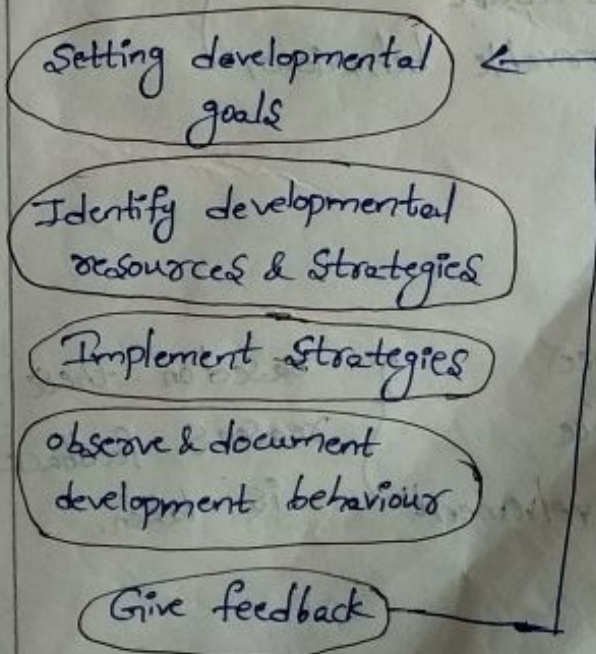 Setting developmental
goals
Identify developmental
resources & Strategies
Implement Strategies
observe & document
development behaviour
Give feedback